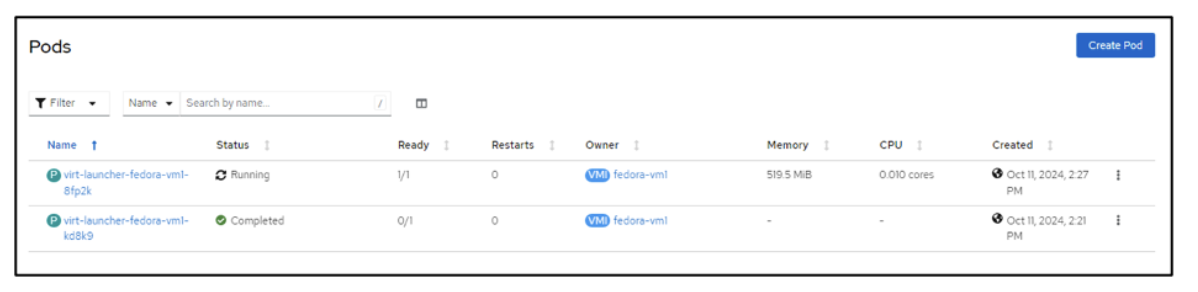 Pods
Create Pod
Filter Name Search by name... /
Name Status Ready Restarts Owner Memory CPU Created
P virt-launcher-fedora-vm1- Running 1/1 0 VMI fedora-vm1 519.5 MiB 0.010 cores Oct 11, 2024, 2:27
8fp2k PM
P virt-launcher-fedora-vm1- Completed 0/1 0 VMI fedora-vm1 - - Oct 11, 2024, 2:21
kd8k9 PM